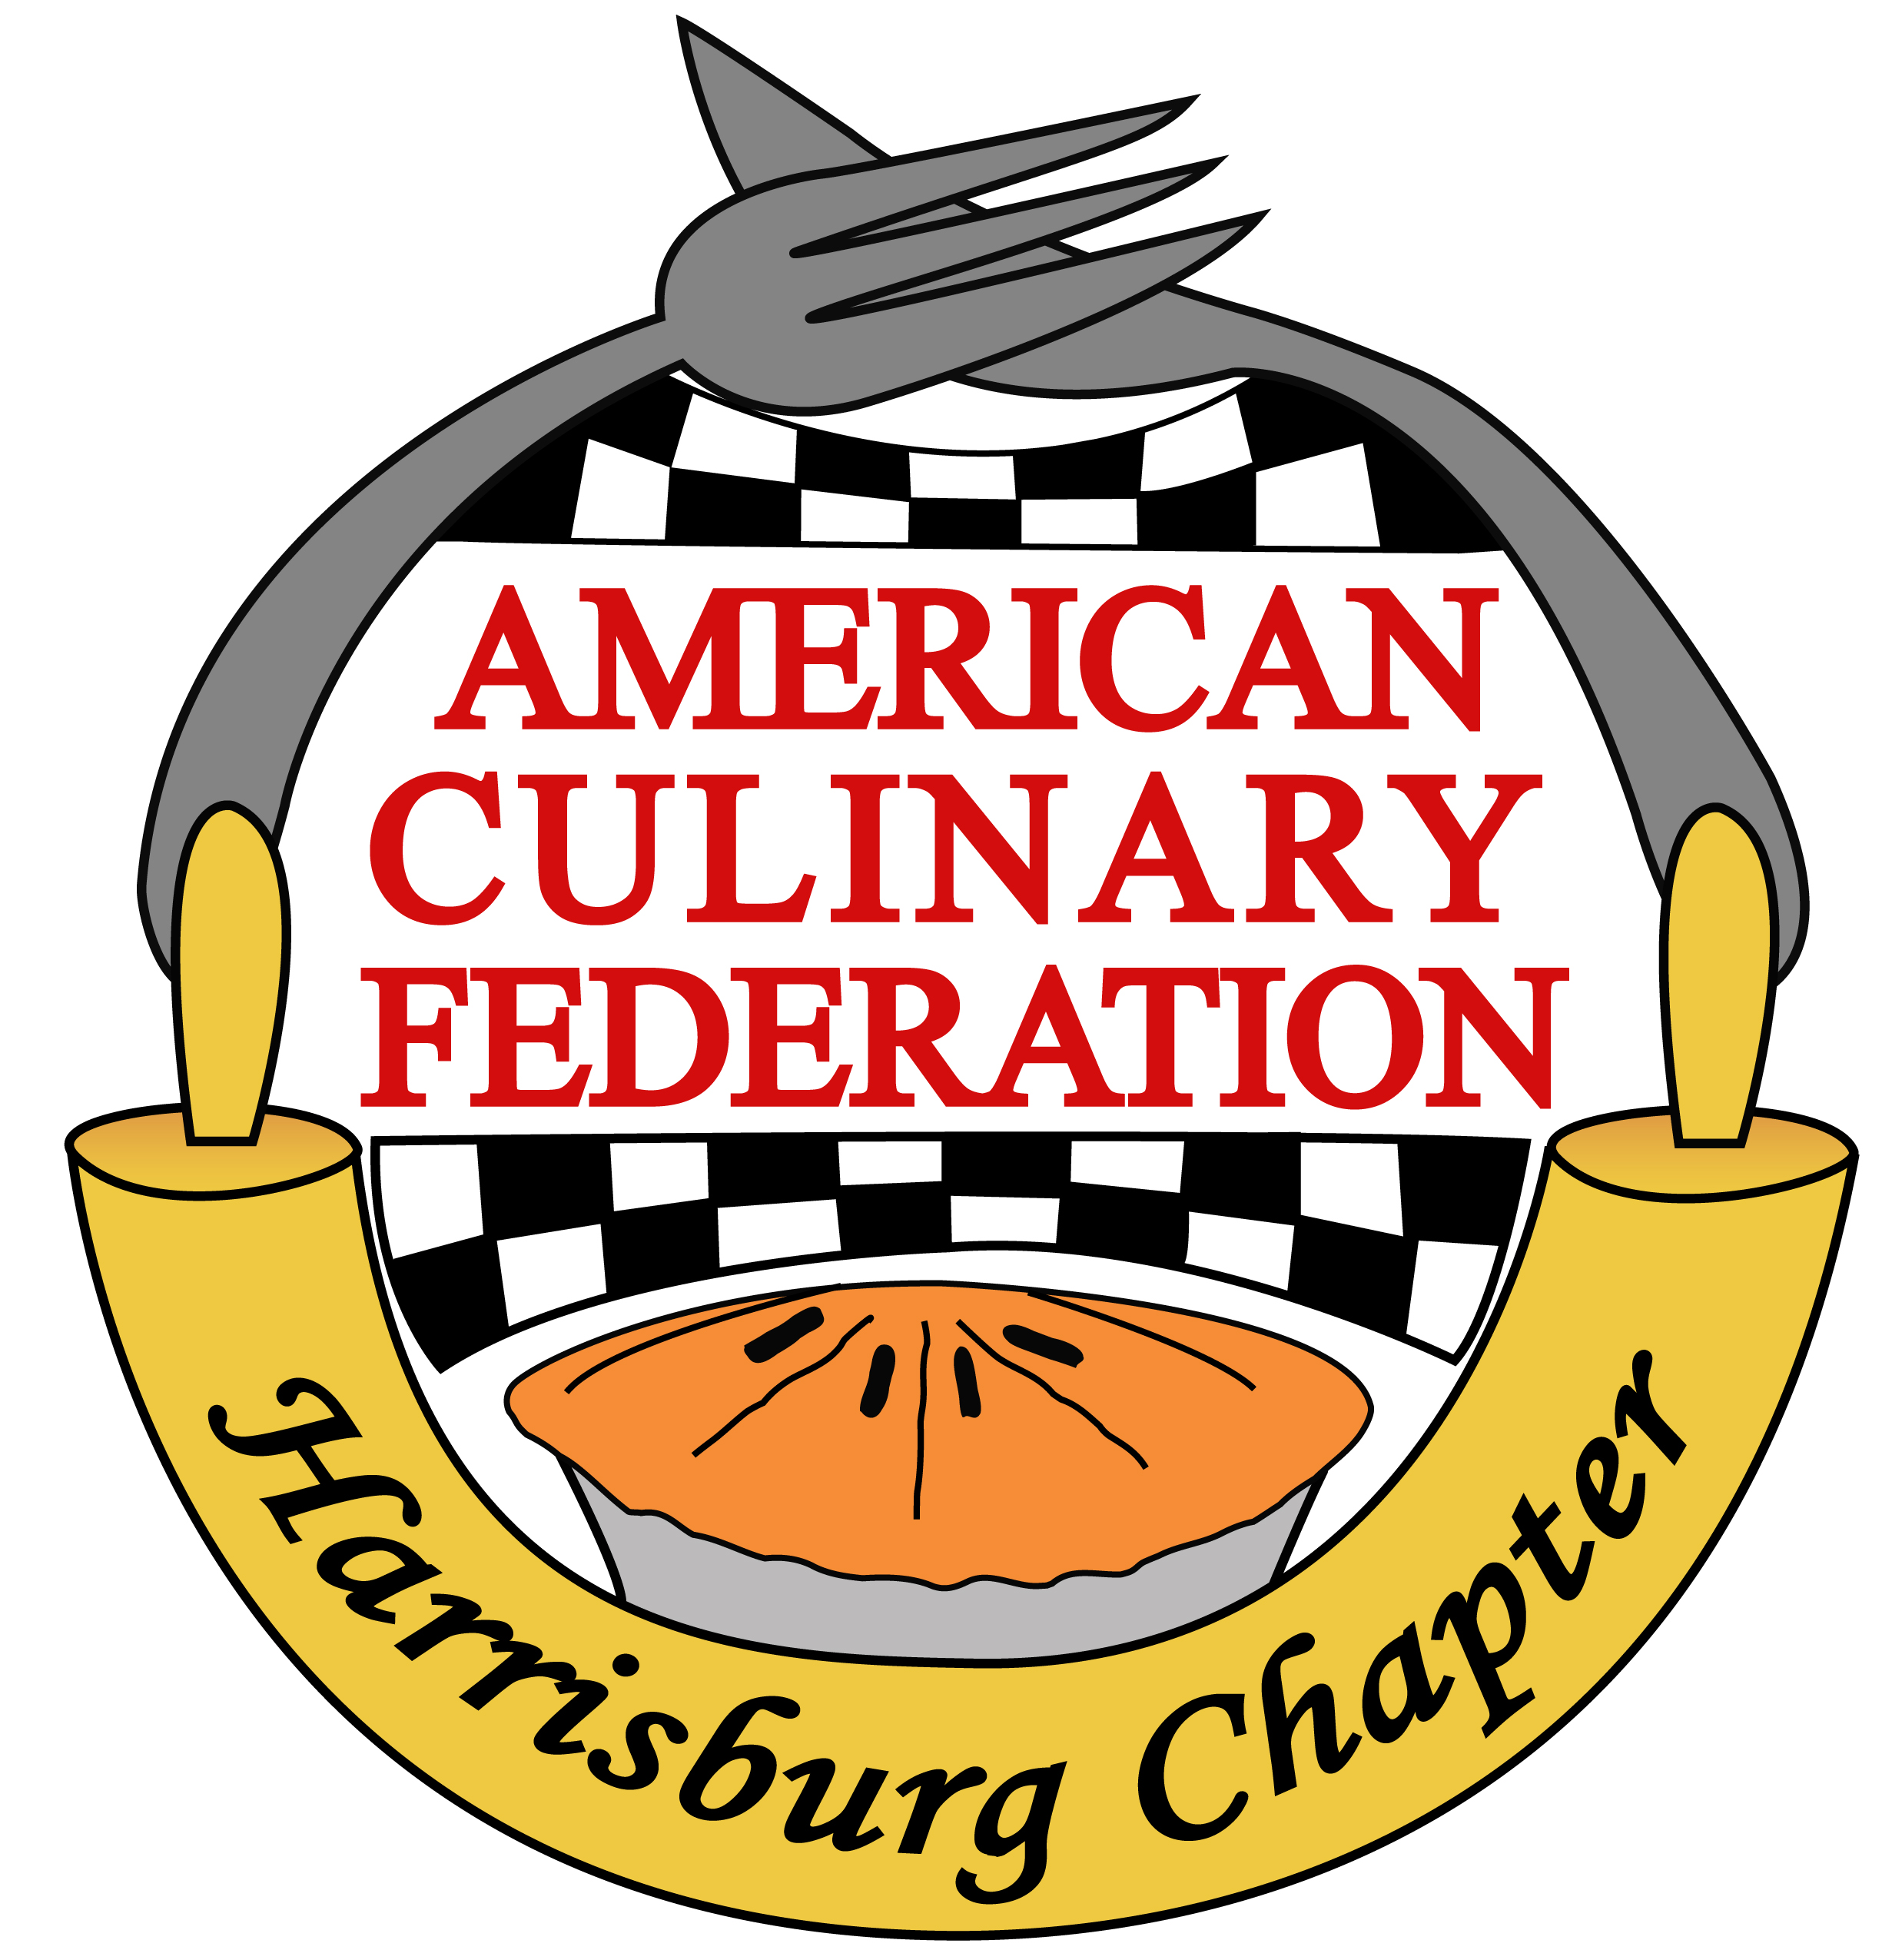 AMERICAN
CULINARY
FEDERATION
Harrisburg Chapter